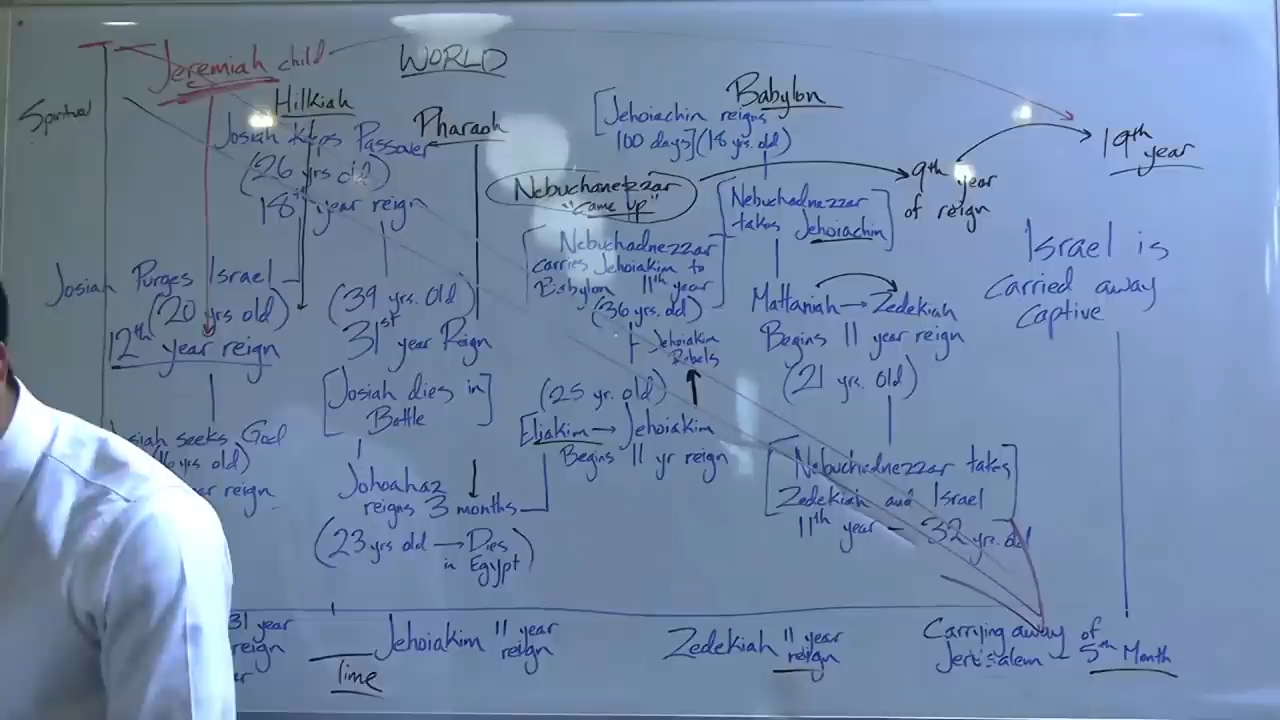 Jeremiah child
WORLD
Spiritual
Hilkiah
Josiah keeps Passover
(26 yrs old)
18th year reign
Pharaoh
Babylon
[Jehoiachin reigns
100 days] (18 yrs. old)
19th
year
Nebuchanetzzar
"came up"
9th year
of reign
[Nebuchadnezzar
takes Jehoiachin]
[Nebuchadnezzar
carries Jehoiakim to
Babylon 11th year]
(36 yrs. old)
Israel is
Carried away
captive
Josiah Purges Israel
(20 yrs old)
12th year reign
(39 yrs. Old)
31st year Reign
Mattaniah → Zedekiah
Begins 11 year reign
(21 yrs. Old)
Jehoiakim
Rebels
[Josiah dies in
Battle]
(25 yr. old)
Eliakim → Jehoiakim
Begins 11 yr reign
seeks God
yrs old)
reign
Johoahaz
reigns 3 months
(23 yrs old → Dies
in Egypt)
[Nebuchadnezzar takes
Zedekiah and Israel]
11th year – 32 yrs. old
31 year
reign
Jehoiakim 11 year
reign
Time
Zedekiah 11 year
reign
Carrying away of
Jerusalem – 5th Month